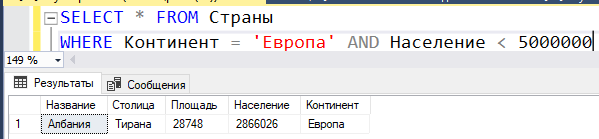 SELECT * FROM Страны
WHERE Континент = 'Европа' AND Население < 5000000
149 %
Результаты Сообщения
Название Столица Площадь Население Континент
1 Албания Тирана 28748 2866026 Европа